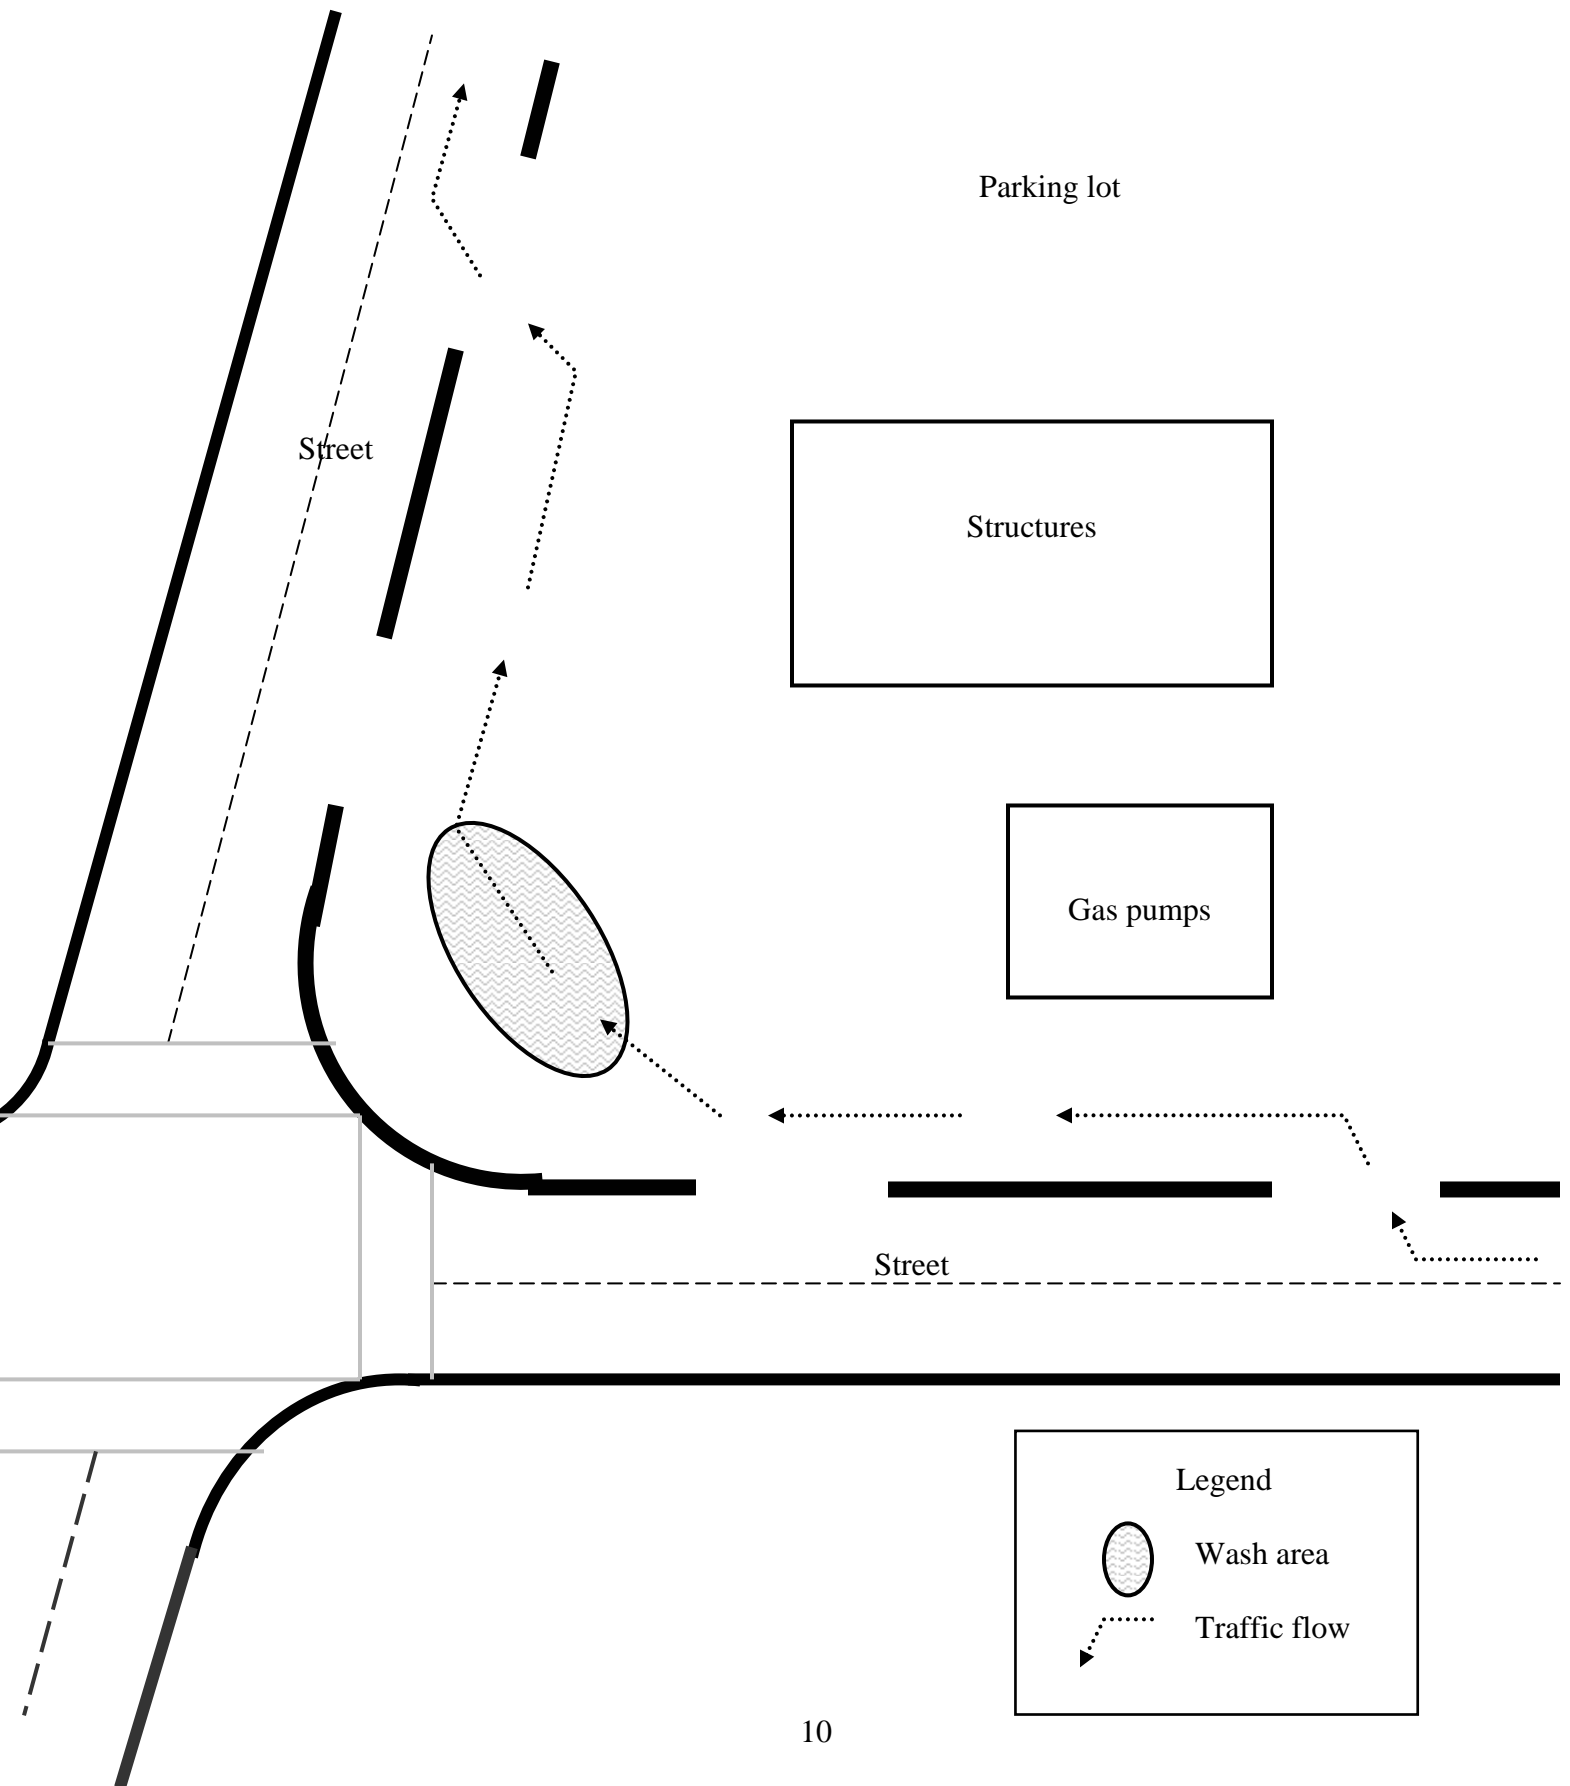 Parking lot
Street
Structures
Gas pumps
Street
Legend
Wash area
Traffic flow
10